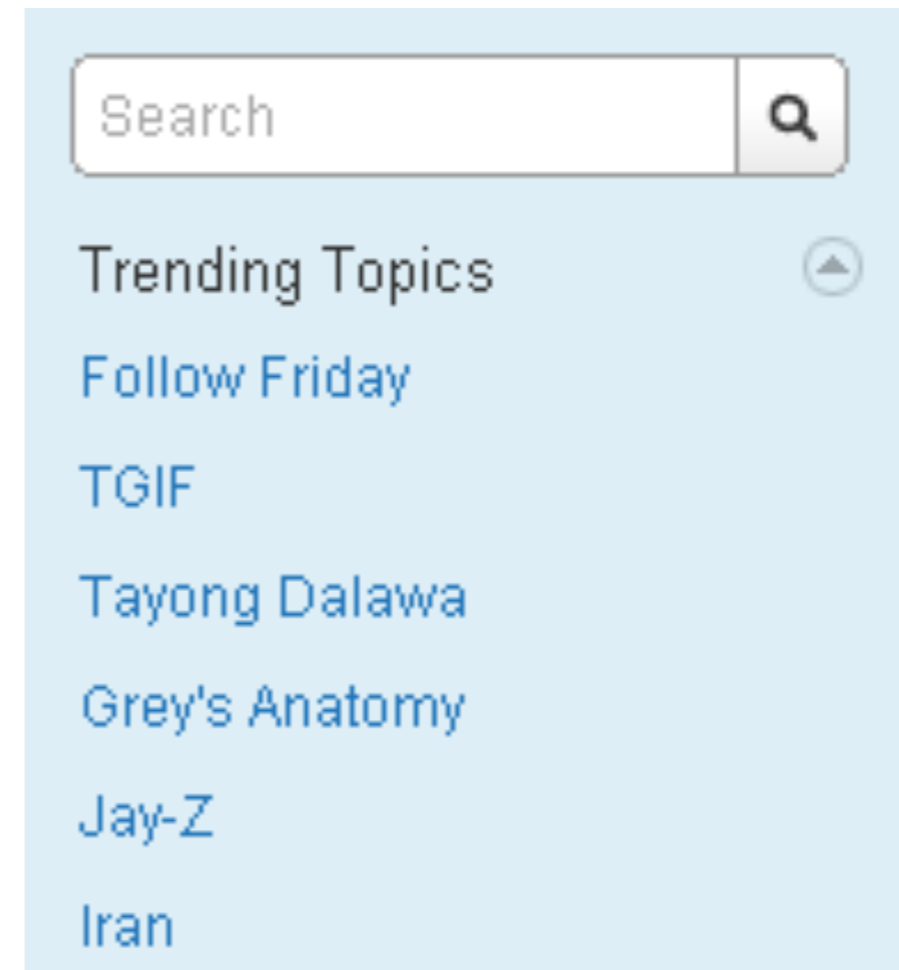 Search
Trending Topics
Follow Friday
TGIF
Tayong Dalawa
Grey's Anatomy
Jay-Z
Iran